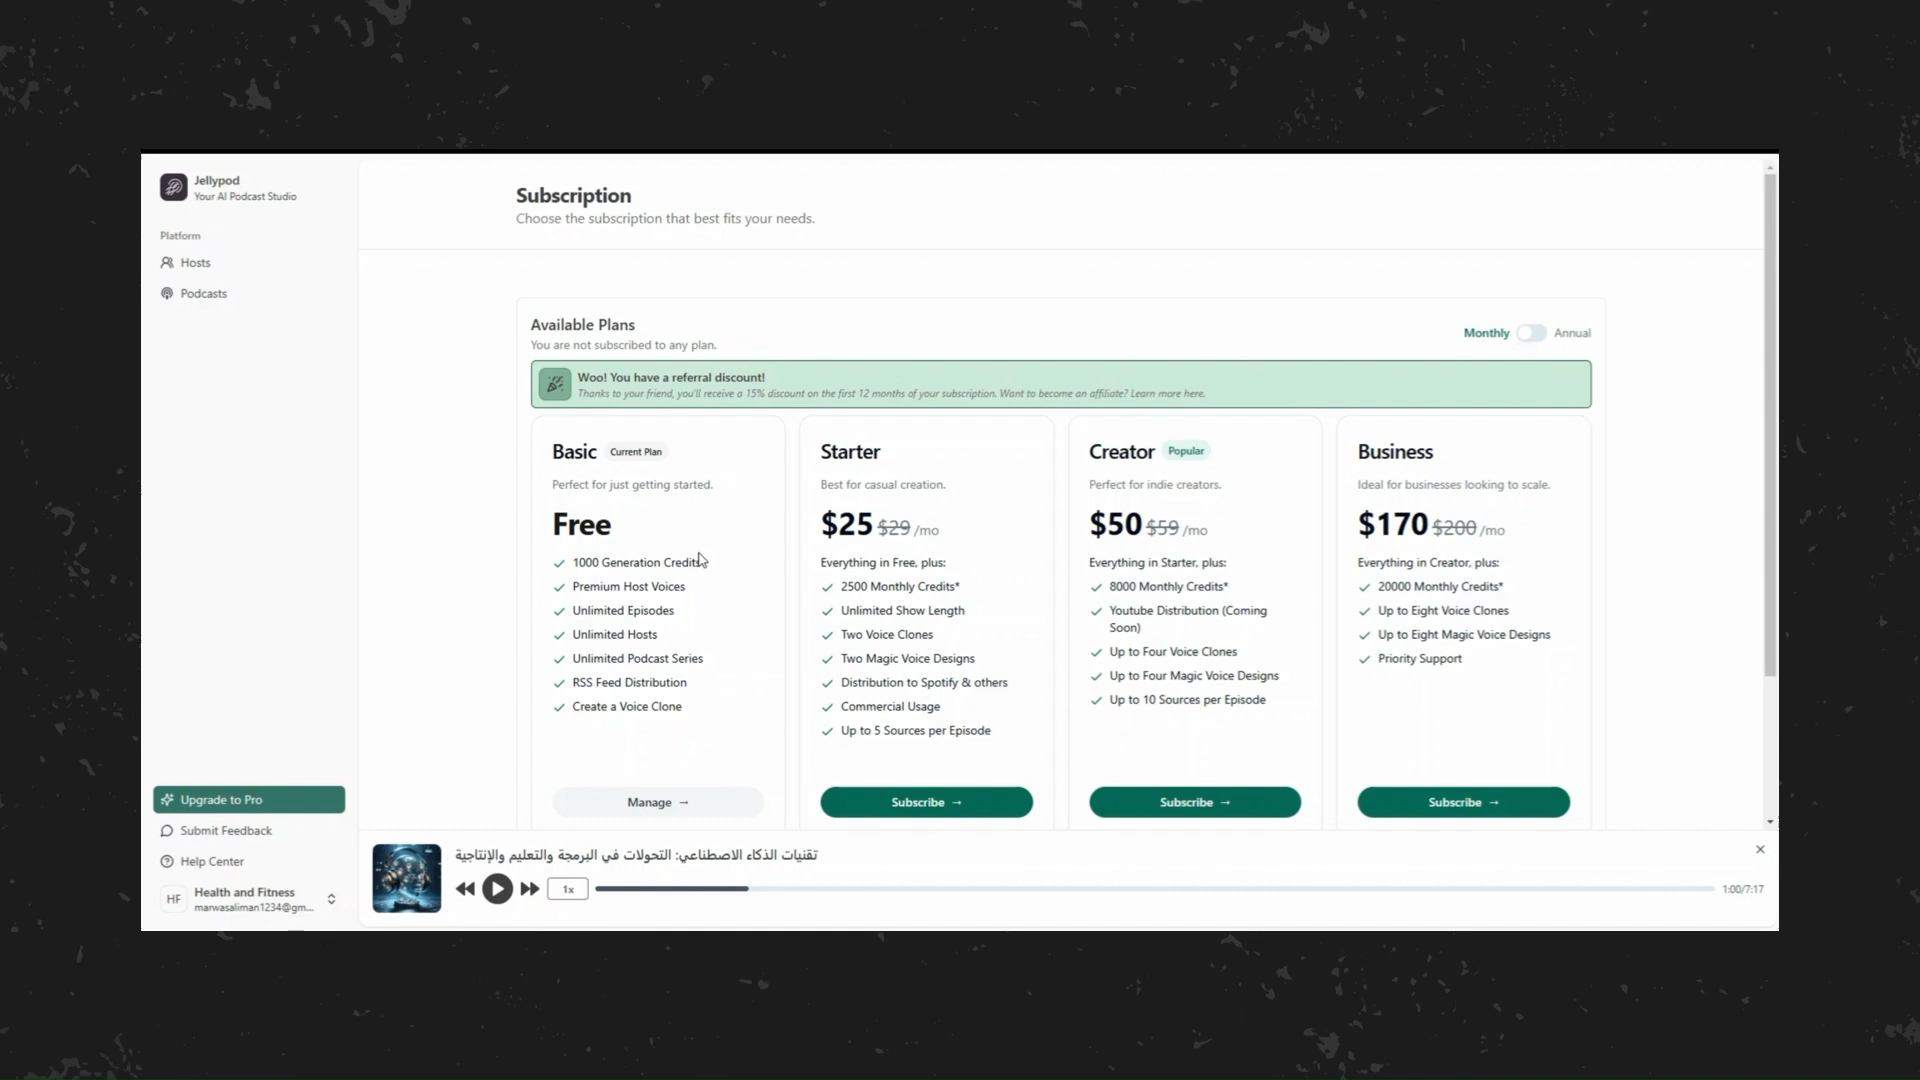 Jellypod
Your AI Podcast Studio
Platform
Hosts
Podcasts
Upgrade to Pro
Submit Feedback
Help Center
HF
Health and Fitness
marwasaliman1234@gm...
Subscription
Choose the subscription that best fits your needs.
Available Plans
You are not subscribed to any plan.
Monthly
Annual
Woo! You have a referral discount!
Thanks to your friend, you'll receive a 15% discount on the first 12 months of your subscription. Want to become an affiliate? Learn more here.
Basic Current Plan
Perfect for just getting started.
Free
1000 Generation Credits
Premium Host Voices
Unlimited Episodes
Unlimited Hosts
Unlimited Podcast Series
RSS Feed Distribution
Create a Voice Clone
Manage →
Starter
Best for casual creation.
$25 $29 /mo
Everything in Free, plus:
2500 Monthly Credits*
Unlimited Show Length
Two Voice Clones
Two Magic Voice Designs
Distribution to Spotify & others
Commercial Usage
Up to 5 Sources per Episode
Subscribe →
Creator Popular
Perfect for indie creators.
$50 $59 /mo
Everything in Starter, plus:
8000 Monthly Credits*
Youtube Distribution (Coming
Soon)
Up to Four Voice Clones
Up to Four Magic Voice Designs
Up to 10 Sources per Episode
Subscribe →
Business
Ideal for businesses looking to scale.
$170 $200 /mo
Everything in Creator, plus:
20000 Monthly Credits*
Up to Eight Voice Clones
Up to Eight Magic Voice Designs
Priority Support
Subscribe →
تقنيات الذكاء الاصطناعي: التحولات في البرمجة والتعليم والإنتاجية
1x
1:00/7:17